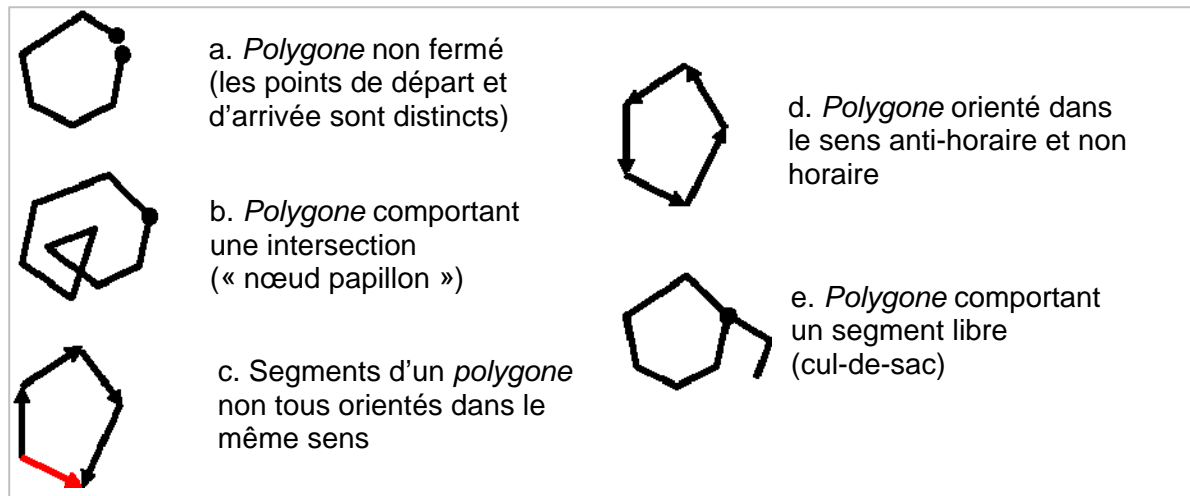 a. Polygone non fermé
(les points de départ et
d'arrivée sont distincts)
b. Polygone comportant
une intersection
(« nœud papillon »)
c. Segments d'un polygone
non tous orientés dans le
même sens
d. Polygone orienté dans
le sens anti-horaire et non
horaire
e. Polygone comportant
un segment libre
(cul-de-sac)